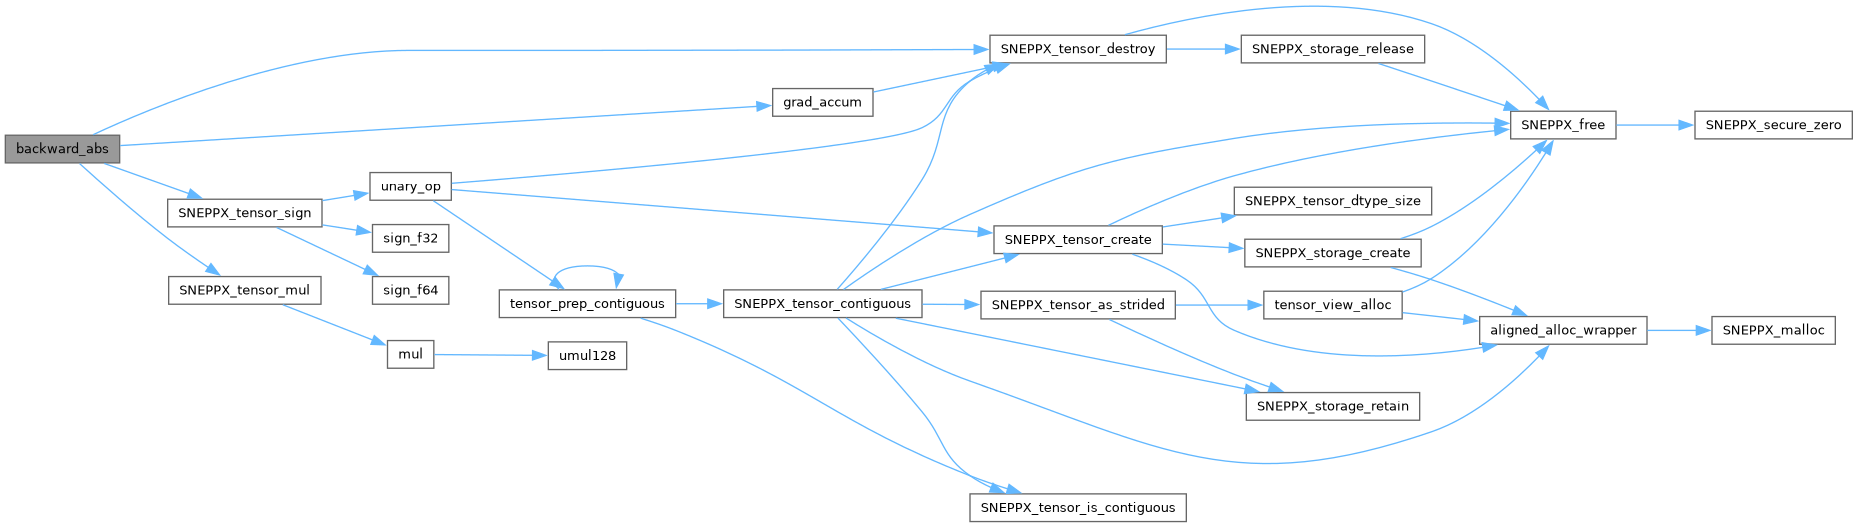 backward_abs
SNEPPX_tensor_destroy
grad_accum
SNEPPX_tensor_sign
SNEPPX_tensor_mul
unary_op
sign_f32
sign_f64
mul
umul128
tensor_prep_contiguous
SNEPPX_tensor_contiguous
SNEPPX_tensor_create
SNEPPX_tensor_as_strided
SNEPPX_tensor_is_contiguous
SNEPPX_storage_release
SNEPPX_tensor_dtype_size
SNEPPX_storage_create
tensor_view_alloc
SNEPPX_storage_retain
SNEPPX_free
aligned_alloc_wrapper
SNEPPX_secure_zero
SNEPPX_malloc